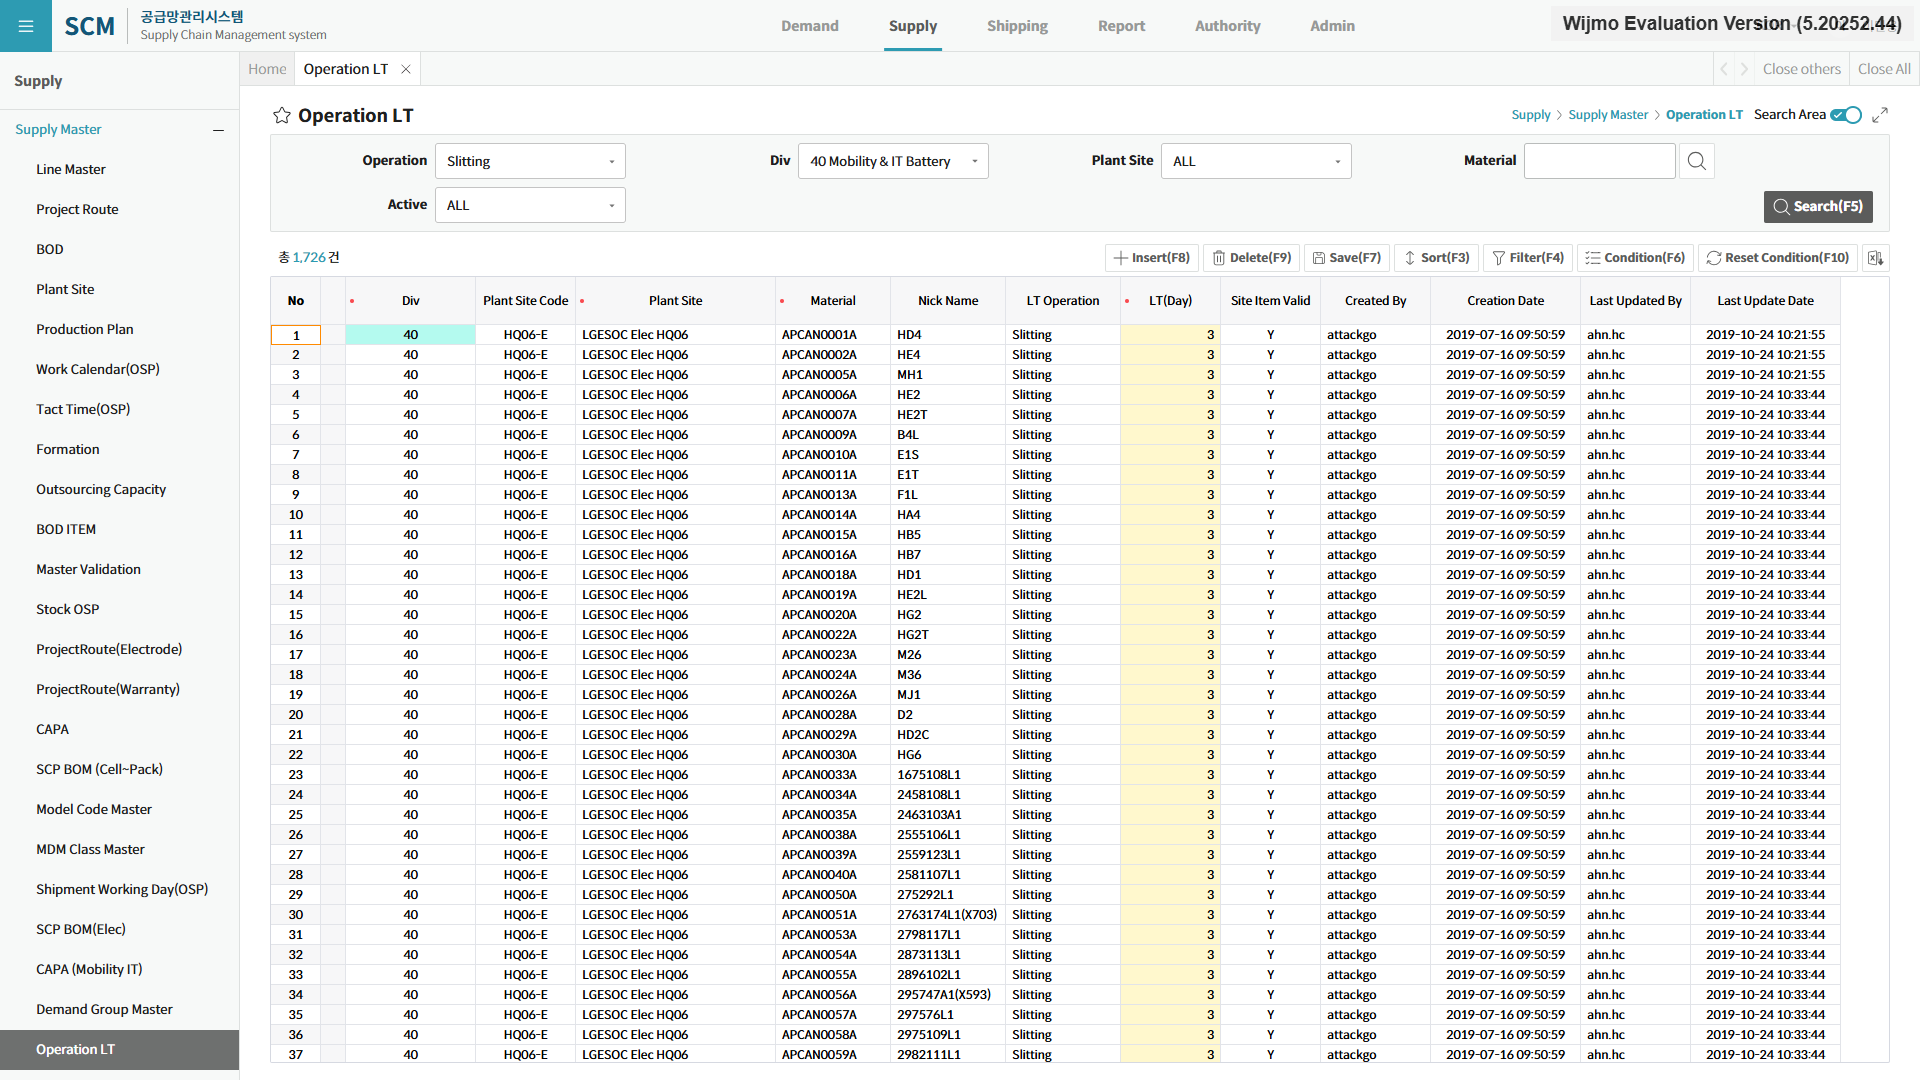 SCM 공급망관리시스템
Supply Chain Management system
Demand Supply Shipping Report Authority Admin
Wijmo Evaluation Version (5.20252.44)
Supply
Home Operation LT Close others Close All
Supply Master
Line Master
Project Route
BOD
Plant Site
Production Plan
Work Calendar(OSP)
Tact Time(OSP)
Formation
Outsourcing Capacity
BOD ITEM
Master Validation
Stock OSP
ProjectRoute(Electrode)
ProjectRoute(Warranty)
CAPA
SCP BOM (Cell~Pack)
Model Code Master
MDM Class Master
Shipment Working Day(OSP)
SCP BOM(Elec)
CAPA (Mobility IT)
Demand Group Master
Operation LT
Operation LT
Supply > Supply Master > Operation LT Search Area
Operation Slitting Div 40 Mobility & IT Battery Plant Site ALL Material
Active ALL Search(F5)
총 1,726 건 Insert(F8) Delete(F9) Save(F7) Sort(F3) Filter(F4) Condition(F6) Reset Condition(F10)
No Div Plant Site Code Plant Site Material Nick Name LT Operation LT(Day) Site Item Valid Created By Creation Date Last Updated By Last Update Date
1 40 HQ06-E LGESOC Elec HQ06 APCAN0001A HD4 Slitting 3 Y attackgo 2019-07-16 09:50:59 ahn.hc 2019-10-24 10:21:55
2 40 HQ06-E LGESOC Elec HQ06 APCAN0002A HE4 Slitting 3 Y attackgo 2019-07-16 09:50:59 ahn.hc 2019-10-24 10:21:55
3 40 HQ06-E LGESOC Elec HQ06 APCAN0005A MH1 Slitting 3 Y attackgo 2019-07-16 09:50:59 ahn.hc 2019-10-24 10:21:55
4 40 HQ06-E LGESOC Elec HQ06 APCAN0006A HE2 Slitting 3 Y attackgo 2019-07-16 09:50:59 ahn.hc 2019-10-24 10:33:44
5 40 HQ06-E LGESOC Elec HQ06 APCAN0007A HE2T Slitting 3 Y attackgo 2019-07-16 09:50:59 ahn.hc 2019-10-24 10:33:44
6 40 HQ06-E LGESOC Elec HQ06 APCAN0009A B4L Slitting 3 Y attackgo 2019-07-16 09:50:59 ahn.hc 2019-10-24 10:33:44
7 40 HQ06-E LGESOC Elec HQ06 APCAN0010A E1S Slitting 3 Y attackgo 2019-07-16 09:50:59 ahn.hc 2019-10-24 10:33:44
8 40 HQ06-E LGESOC Elec HQ06 APCAN0011A E1T Slitting 3 Y attackgo 2019-07-16 09:50:59 ahn.hc 2019-10-24 10:33:44
9 40 HQ06-E LGESOC Elec HQ06 APCAN0013A F1L Slitting 3 Y attackgo 2019-07-16 09:50:59 ahn.hc 2019-10-24 10:33:44
10 40 HQ06-E LGESOC Elec HQ06 APCAN0014A HA4 Slitting 3 Y attackgo 2019-07-16 09:50:59 ahn.hc 2019-10-24 10:33:44
11 40 HQ06-E LGESOC Elec HQ06 APCAN0015A HB5 Slitting 3 Y attackgo 2019-07-16 09:50:59 ahn.hc 2019-10-24 10:33:44
12 40 HQ06-E LGESOC Elec HQ06 APCAN0016A HB7 Slitting 3 Y attackgo 2019-07-16 09:50:59 ahn.hc 2019-10-24 10:33:44
13 40 HQ06-E LGESOC Elec HQ06 APCAN0018A HD1 Slitting 3 Y attackgo 2019-07-16 09:50:59 ahn.hc 2019-10-24 10:33:44
14 40 HQ06-E LGESOC Elec HQ06 APCAN0019A HE2L Slitting 3 Y attackgo 2019-07-16 09:50:59 ahn.hc 2019-10-24 10:33:44
15 40 HQ06-E LGESOC Elec HQ06 APCAN0020A HG2 Slitting 3 Y attackgo 2019-07-16 09:50:59 ahn.hc 2019-10-24 10:33:44
16 40 HQ06-E LGESOC Elec HQ06 APCAN0022A HG2T Slitting 3 Y attackgo 2019-07-16 09:50:59 ahn.hc 2019-10-24 10:33:44
17 40 HQ06-E LGESOC Elec HQ06 APCAN0023A M26 Slitting 3 Y attackgo 2019-07-16 09:50:59 ahn.hc 2019-10-24 10:33:44
18 40 HQ06-E LGESOC Elec HQ06 APCAN0024A M36 Slitting 3 Y attackgo 2019-07-16 09:50:59 ahn.hc 2019-10-24 10:33:44
19 40 HQ06-E LGESOC Elec HQ06 APCAN0026A MJ1 Slitting 3 Y attackgo 2019-07-16 09:50:59 ahn.hc 2019-10-24 10:33:44
20 40 HQ06-E LGESOC Elec HQ06 APCAN0028A D2 Slitting 3 Y attackgo 2019-07-16 09:50:59 ahn.hc 2019-10-24 10:33:44
21 40 HQ06-E LGESOC Elec HQ06 APCAN0029A HD2C Slitting 3 Y attackgo 2019-07-16 09:50:59 ahn.hc 2019-10-24 10:33:44
22 40 HQ06-E LGESOC Elec HQ06 APCAN0030A HG6 Slitting 3 Y attackgo 2019-07-16 09:50:59 ahn.hc 2019-10-24 10:33:44
23 40 HQ06-E LGESOC Elec HQ06 APCAN0033A 1675108L1 Slitting 3 Y attackgo 2019-07-16 09:50:59 ahn.hc 2019-10-24 10:33:44
24 40 HQ06-E LGESOC Elec HQ06 APCAN0034A 2458108L1 Slitting 3 Y attackgo 2019-07-16 09:50:59 ahn.hc 2019-10-24 10:33:44
25 40 HQ06-E LGESOC Elec HQ06 APCAN0035A 2463103A1 Slitting 3 Y attackgo 2019-07-16 09:50:59 ahn.hc 2019-10-24 10:33:44
26 40 HQ06-E LGESOC Elec HQ06 APCAN0038A 2555106L1 Slitting 3 Y attackgo 2019-07-16 09:50:59 ahn.hc 2019-10-24 10:33:44
27 40 HQ06-E LGESOC Elec HQ06 APCAN0039A 2559123L1 Slitting 3 Y attackgo 2019-07-16 09:50:59 ahn.hc 2019-10-24 10:33:44
28 40 HQ06-E LGESOC Elec HQ06 APCAN0040A 2581107L1 Slitting 3 Y attackgo 2019-07-16 09:50:59 ahn.hc 2019-10-24 10:33:44
29 40 HQ06-E LGESOC Elec HQ06 APCAN0050A 275292L1 Slitting 3 Y attackgo 2019-07-16 09:50:59 ahn.hc 2019-10-24 10:33:44
30 40 HQ06-E LGESOC Elec HQ06 APCAN0051A 2763174L1(X703) Slitting 3 Y attackgo 2019-07-16 09:50:59 ahn.hc 2019-10-24 10:33:44
31 40 HQ06-E LGESOC Elec HQ06 APCAN0053A 2798117L1 Slitting 3 Y attackgo 2019-07-16 09:50:59 ahn.hc 2019-10-24 10:33:44
32 40 HQ06-E LGESOC Elec HQ06 APCAN0054A 2873113L1 Slitting 3 Y attackgo 2019-07-16 09:50:59 ahn.hc 2019-10-24 10:33:44
33 40 HQ06-E LGESOC Elec HQ06 APCAN0055A 2896102L1 Slitting 3 Y attackgo 2019-07-16 09:50:59 ahn.hc 2019-10-24 10:33:44
34 40 HQ06-E LGESOC Elec HQ06 APCAN0056A 295747A1(X593) Slitting 3 Y attackgo 2019-07-16 09:50:59 ahn.hc 2019-10-24 10:33:44
35 40 HQ06-E LGESOC Elec HQ06 APCAN0057A 297576L1 Slitting 3 Y attackgo 2019-07-16 09:50:59 ahn.hc 2019-10-24 10:33:44
36 40 HQ06-E LGESOC Elec HQ06 APCAN0058A 2975109L1 Slitting 3 Y attackgo 2019-07-16 09:50:59 ahn.hc 2019-10-24 10:33:44
37 40 HQ06-E LGESOC Elec HQ06 APCAN0059A 2982111L1 Slitting 3 Y attackgo 2019-07-16 09:50:59 ahn.hc 2019-10-24 10:33:44